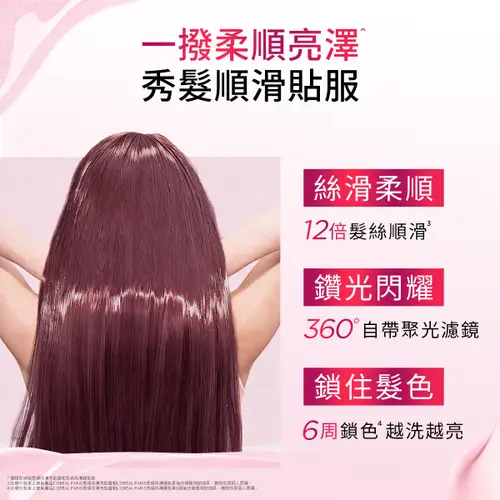 一撥柔順亮澤^
秀髮順滑貼服
絲滑柔順
12倍髮絲順滑³
鑽光閃耀
360°自帶聚光濾鏡
鎖住髮色
6周鎖色⁴越洗越亮